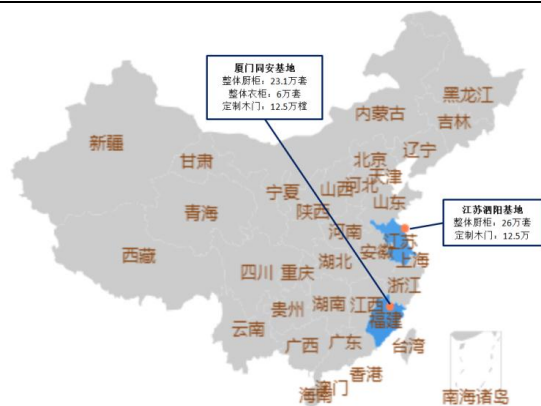 厦门同安基地
整体厨柜：23.1万套
整体衣柜：6万套
定制木门：12.5万樘
黑龙江
内蒙古
吉林
新疆
辽宁
北京
甘肃
天津
河北
山西
宁夏
山东
江苏泗阳基地
整体厨柜：26万套
定制木门：12.5万
青海
陕西
河南
江苏
西藏
安徽
上海
湖北
四川
重庆
浙江
湖南
江西
贵州
福建
云南
广东
广西
台湾
香港
澳门
海南
南海诸岛